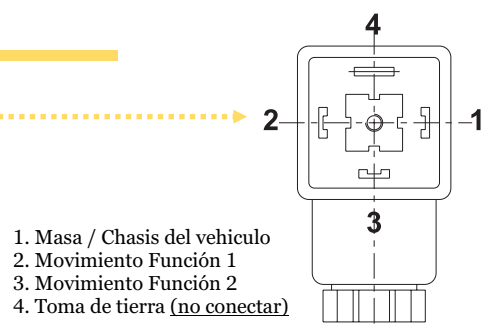 4
2
1
3
1. Masa / Chasis del vehiculo
2. Movimiento Función 1
3. Movimiento Función 2
4. Toma de tierra (no conectar)